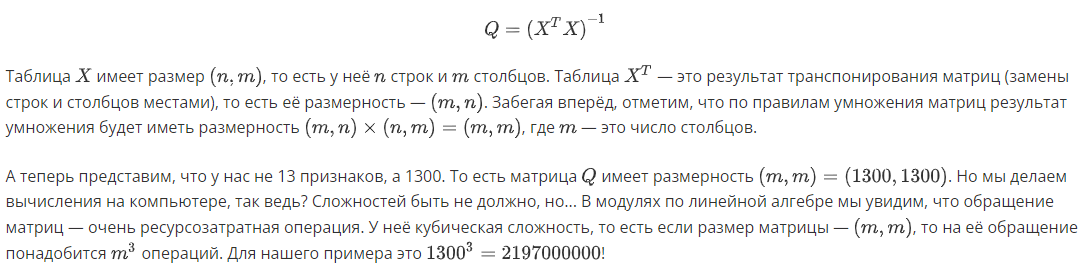 Q = (XᵀX)⁻¹
Таблица X имеет размер (n, m), то есть у неё n строк и m столбцов. Таблица Xᵀ — это результат транспонирования матриц (замены
строк и столбцов местами), то есть её размерность — (m, n). Забегая вперёд, отметим, что по правилам умножения матриц результат
умножения будет иметь размерность (m, n) × (n, m) = (m, m), где m — это число столбцов.
А теперь представим, что у нас не 13 признаков, а 1300. То есть матрица Q имеет размерность (m, m) = (1300, 1300). Но мы делаем
вычисления на компьютере, так ведь? Сложностей быть не должно, но... В модулях по линейной алгебре мы увидим, что обращение
матриц — очень ресурсозатратная операция. У неё кубическая сложность, то есть если размер матрицы — (m, m), то на её обращение
понадобится m³ операций. Для нашего примера это 1300³ = 2197000000!